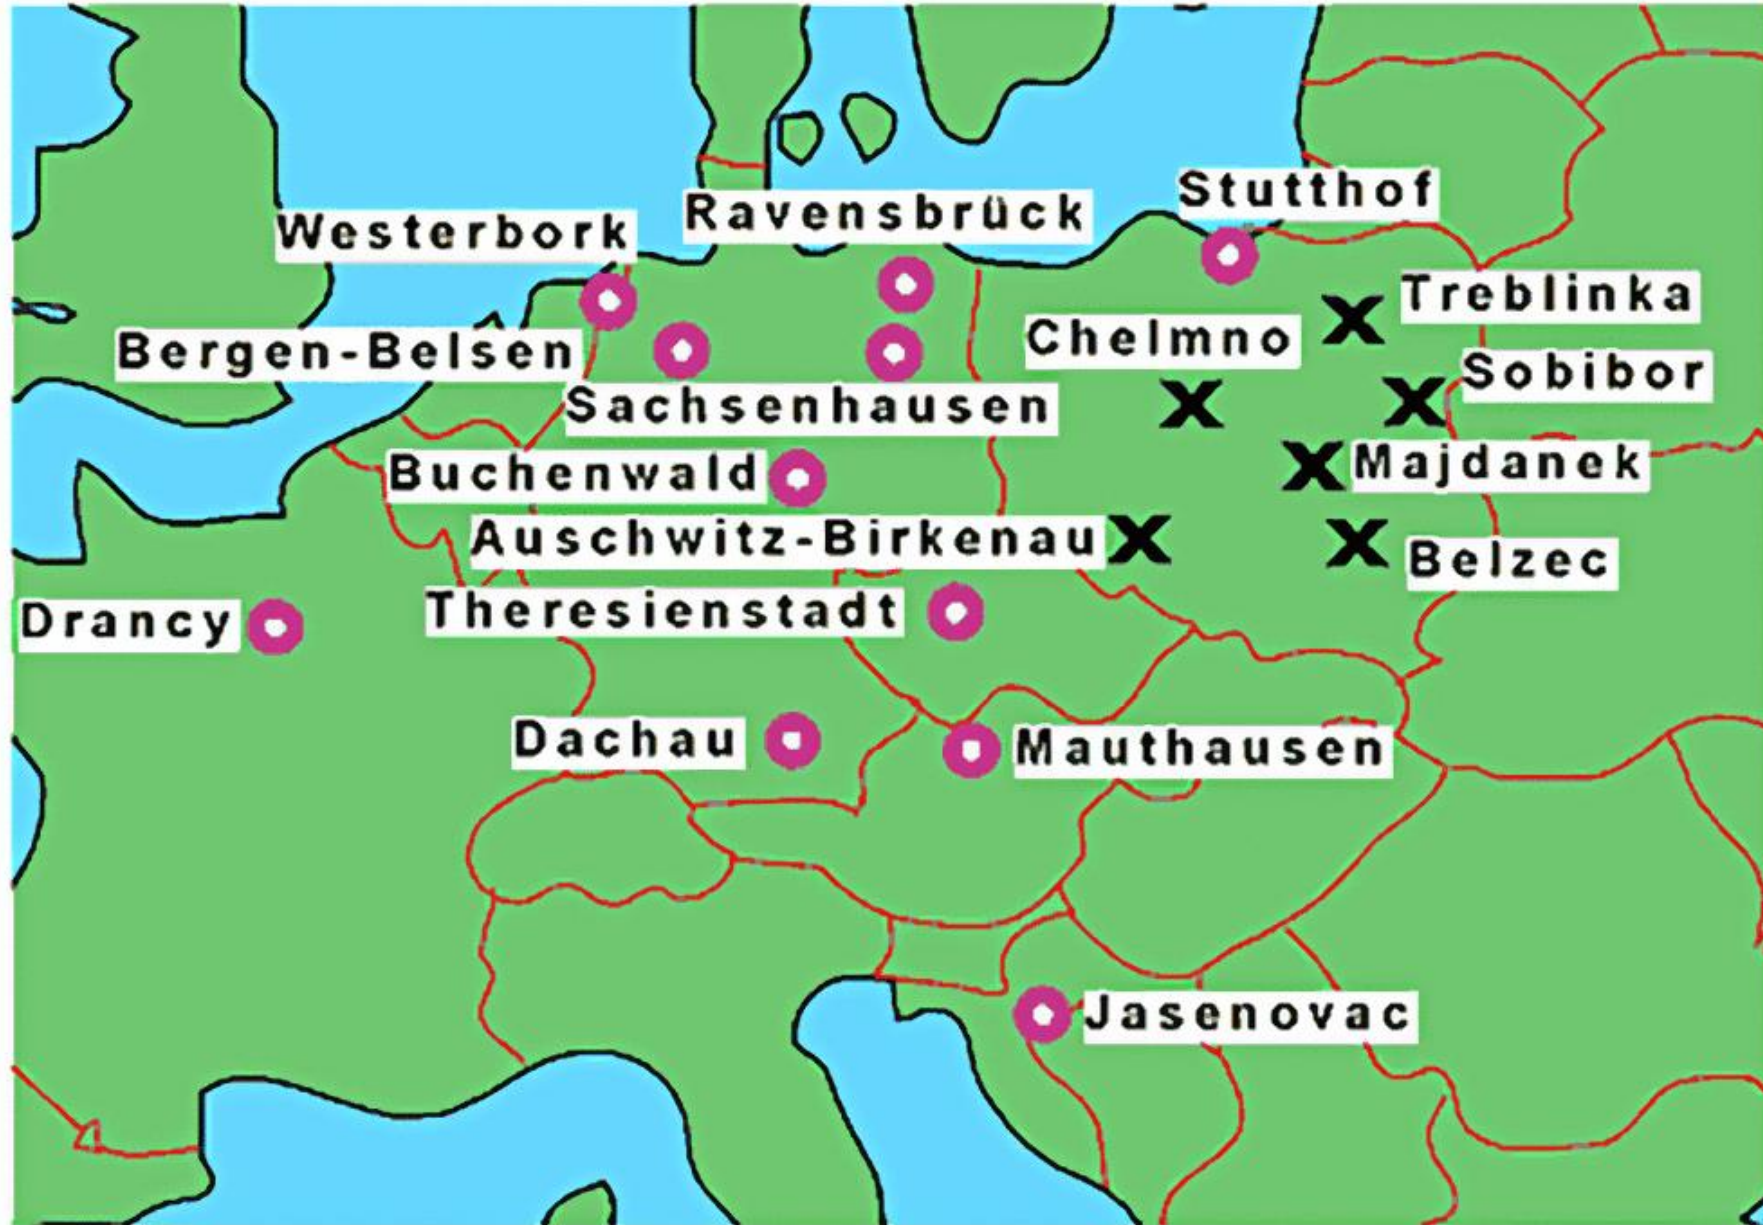 Stutthof
Ravensbrück
Westerbork
Treblinka
Chelmno
Bergen-Belsen
Sobibor
Sachsenhausen
Majdanek
Buchenwald
Auschwitz-Birkenau
Belzec
Theresienstadt
Drancy
Dachau
Mauthausen
Jasenovac